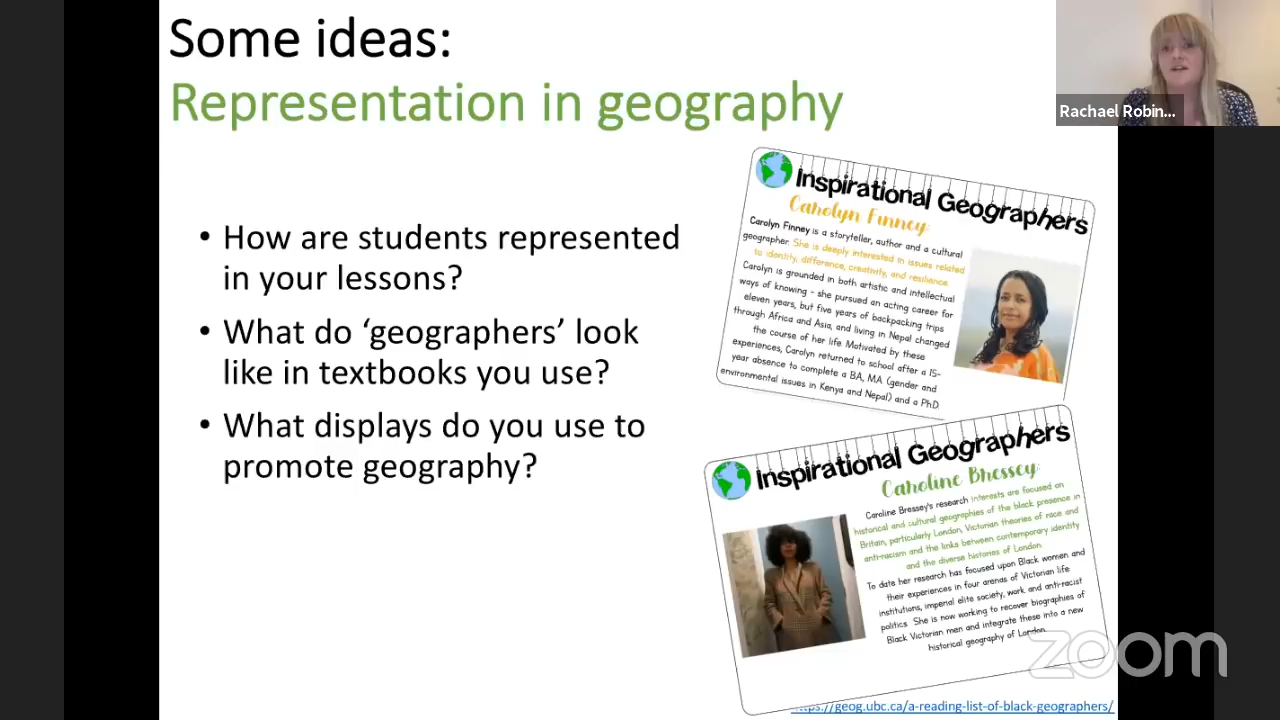 Some ideas:
Representation in geography
Rachael Robin...
• How are students represented
in your lessons?
• What do ‘geographers’ look
like in textbooks you use?
• What displays do you use to
promote geography?
Inspirational Geographers
Carolyn Finney:
Carolyn Finney is a storyteller, author and a cultural
geographer. She is deeply interested in issues related
to identity, difference, creativity, and resilience.
Carolyn is grounded in both artistic and intellectual
ways of knowing - she pursued an acting career for
eleven years, but five years of backpacking trips
through Africa and Asia, and living in Nepal changed
the course of her life. Motivated by these
experiences, Carolyn returned to school after a 15-
year absence to complete a BA, MA (gender and
environmental issues in Kenya and Nepal) and a PhD.
Inspirational Geographers
Caroline Bressey:
Caroline Bressey's research interests are focused on
historical and cultural geographies of the black presence in
Britain, particularly London, Victorian theories of race and
anti-racism and the links between contemporary identity
and the diverse histories of London.
To date her research has focused upon Black women and
their experiences in four arenas of Victorian life
institutions, imperial elite society, work and anti-racist
politics. She is now working to recover biographies of
Black Victorian men and integrate these into a new
historical geography of London.
zoom
https://geog.ubc.ca/a-reading-list-of-black-geographers/